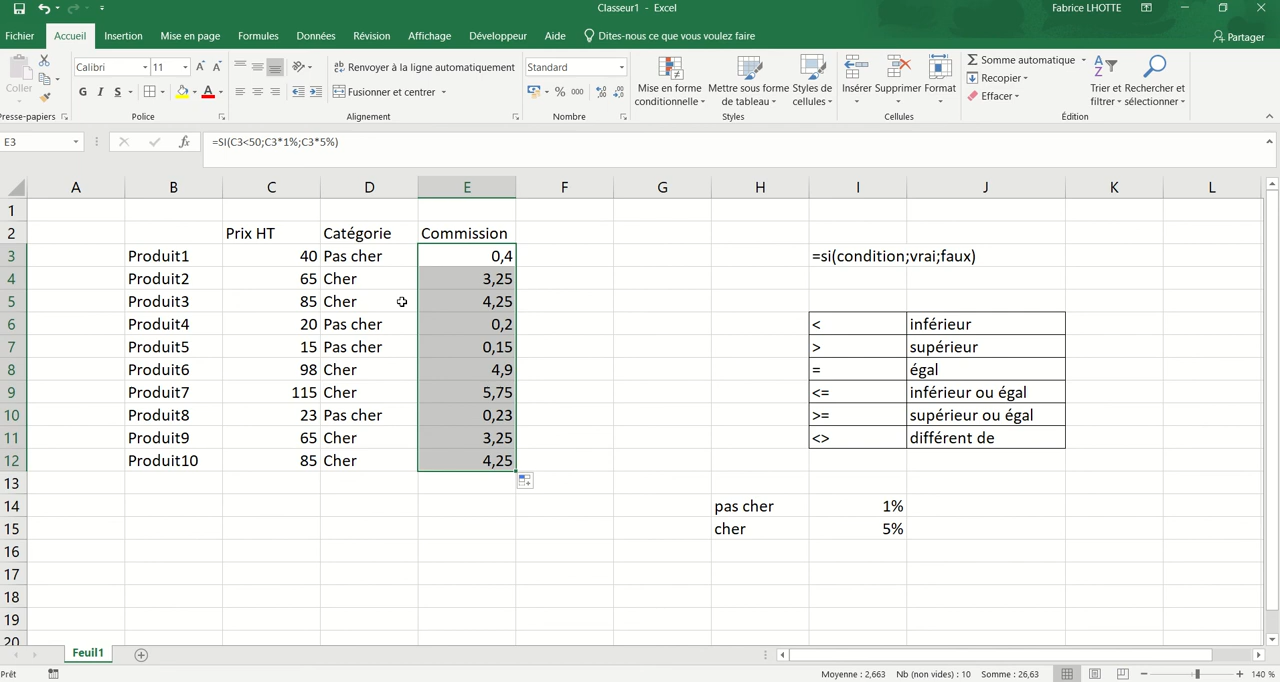 Classeur1 - Excel
Fabrice LHOTTE
Fichier Accueil Insertion Mise en page Formules Données Révision Affichage Développeur Aide Dites-nous ce que vous voulez faire Partager
Coller
Calibri 11
G I S
Renvoyer à la ligne automatiquement
Fusionner et centrer
Standard
% 000
Mise en forme conditionnelle
Mettre sous forme de tableau
Styles de cellules
Insérer Supprimer Format
Somme automatique
Recopier
Effacer
Trier et filtrer
Rechercher et sélectionner
Presse-papiers Police Alignement Nombre Styles Cellules Édition
E3 fx =SI(C3<50;C3*1%;C3*5%)
A B C D E F G H I J K L
1
2 Prix HT Catégorie Commission
3 Produit1 40 Pas cher 0,4 =si(condition;vrai;faux)
4 Produit2 65 Cher 3,25
5 Produit3 85 Cher 4,25
6 Produit4 20 Pas cher 0,2 < inférieur
7 Produit5 15 Pas cher 0,15 > supérieur
8 Produit6 98 Cher 4,9 = égal
9 Produit7 115 Cher 5,75 <= inférieur ou égal
10 Produit8 23 Pas cher 0,23 >= supérieur ou égal
11 Produit9 65 Cher 3,25 <> différent de
12 Produit10 85 Cher 4,25
13
14 pas cher 1%
15 cher 5%
16
17
18
19
20
Feuil1
Prêt Moyenne : 2,663 Nb (non vides) : 10 Somme : 26,63 140 %